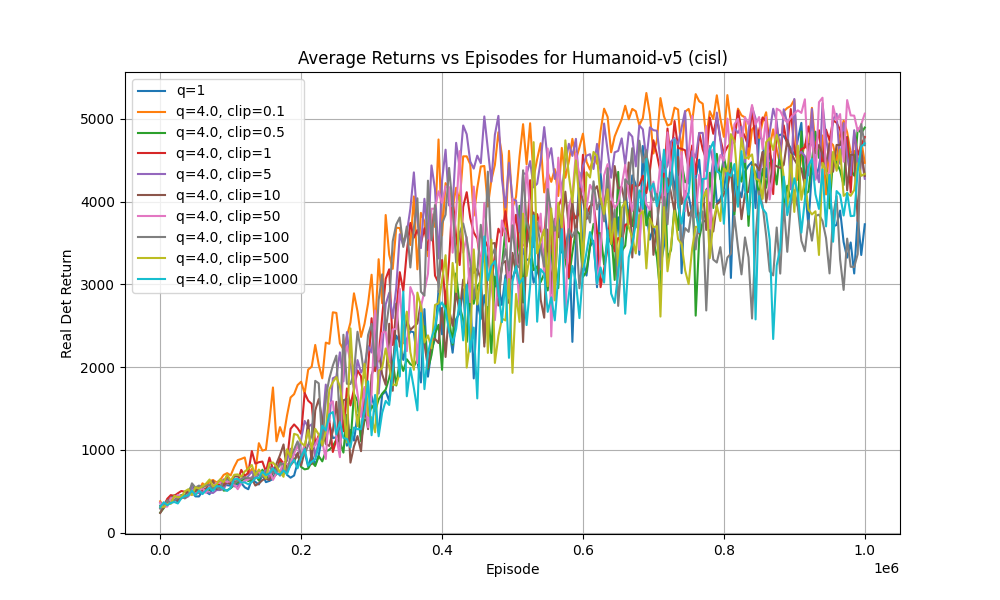 Average Returns vs Episodes for Humanoid-v5 (cisl)
q=1
q=4.0, clip=0.1
q=4.0, clip=0.5
q=4.0, clip=1
q=4.0, clip=5
q=4.0, clip=10
q=4.0, clip=50
q=4.0, clip=100
q=4.0, clip=500
q=4.0, clip=1000
Real Det Return
5000
4000
3000
2000
1000
0
0.0 0.2 0.4 0.6 0.8 1.0
1e6
Episode